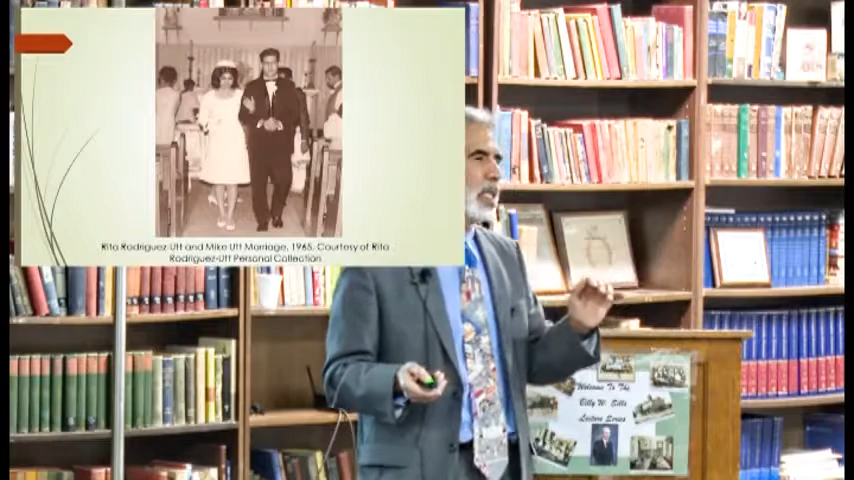 Rita Rodriguez-Utt and Mike Utt Marriage, 1965. Courtesy of Rita
Rodriguez-Utt Personal Collection
Welcome To The
Billy W. Sills
Lecture Series